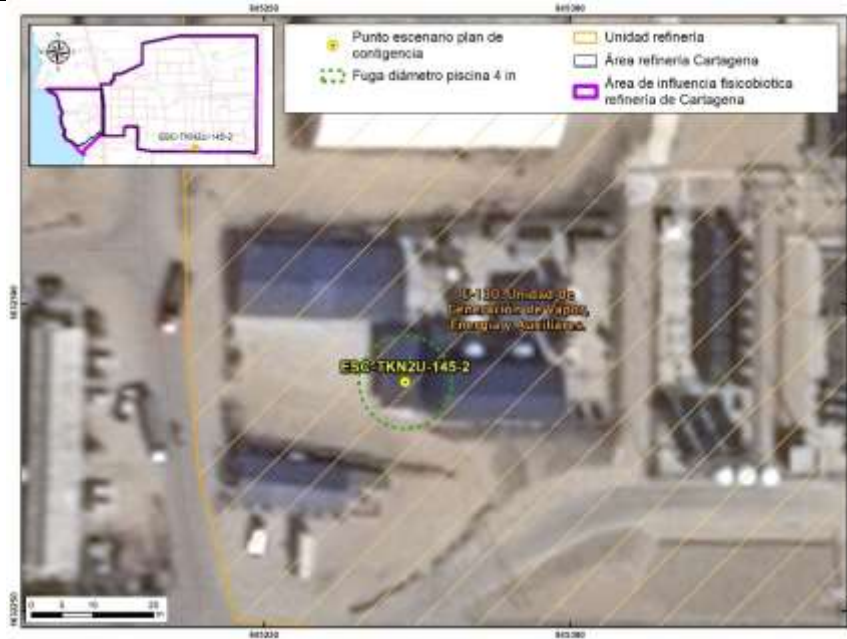 ESC-TKN2U-145-2
Punto escenario plan de
contigencia
Fuga diámetro piscina 4 in
Unidad refinería
Área refinería Cartagena
Área de influencia fisicobiotica
refinería de Cartagena
U-130: Unidad de
Generación de Vapor,
Energía y Auxiliares.
ESC-TKN2U-145-2
0 5 10 20
m